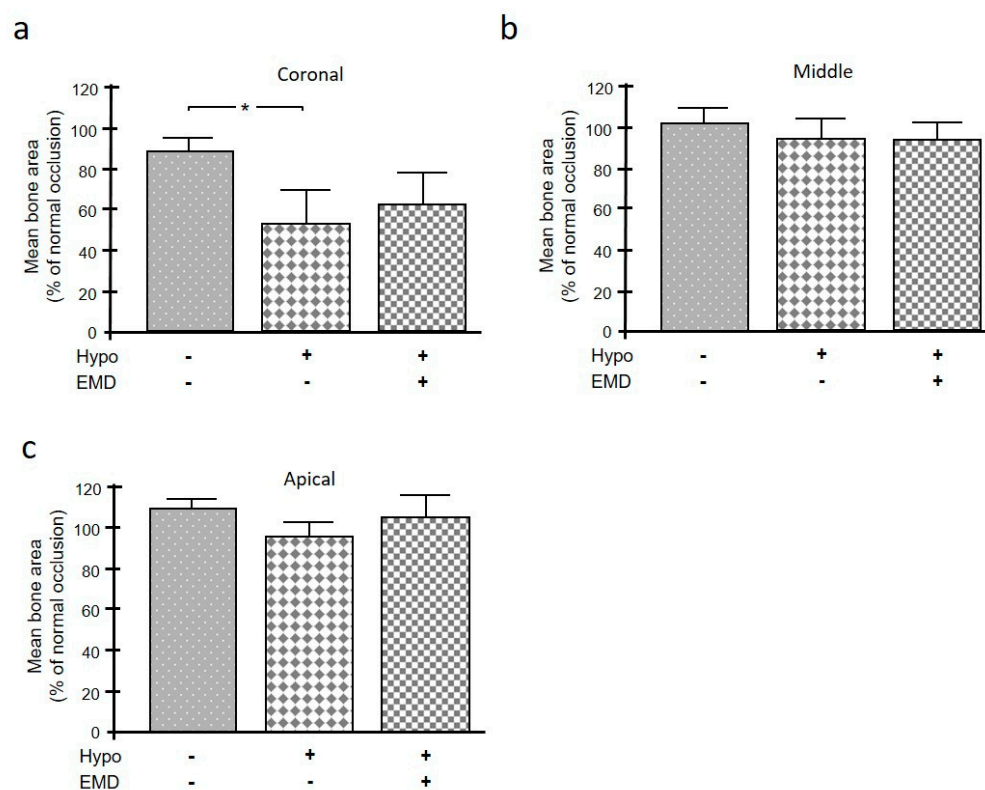 a
Coronal
Mean bone area
(% of normal occlusion)
120
100
80
60
40
20
0
*
Hypo - + +
EMD - - +
b
Middle
Mean bone area
(% of normal occlusion)
120
100
80
60
40
20
0
Hypo - + +
EMD - - +
c
Apical
Mean bone area
(% of normal occlusion)
120
100
80
60
40
20
0
Hypo - + +
EMD - - +